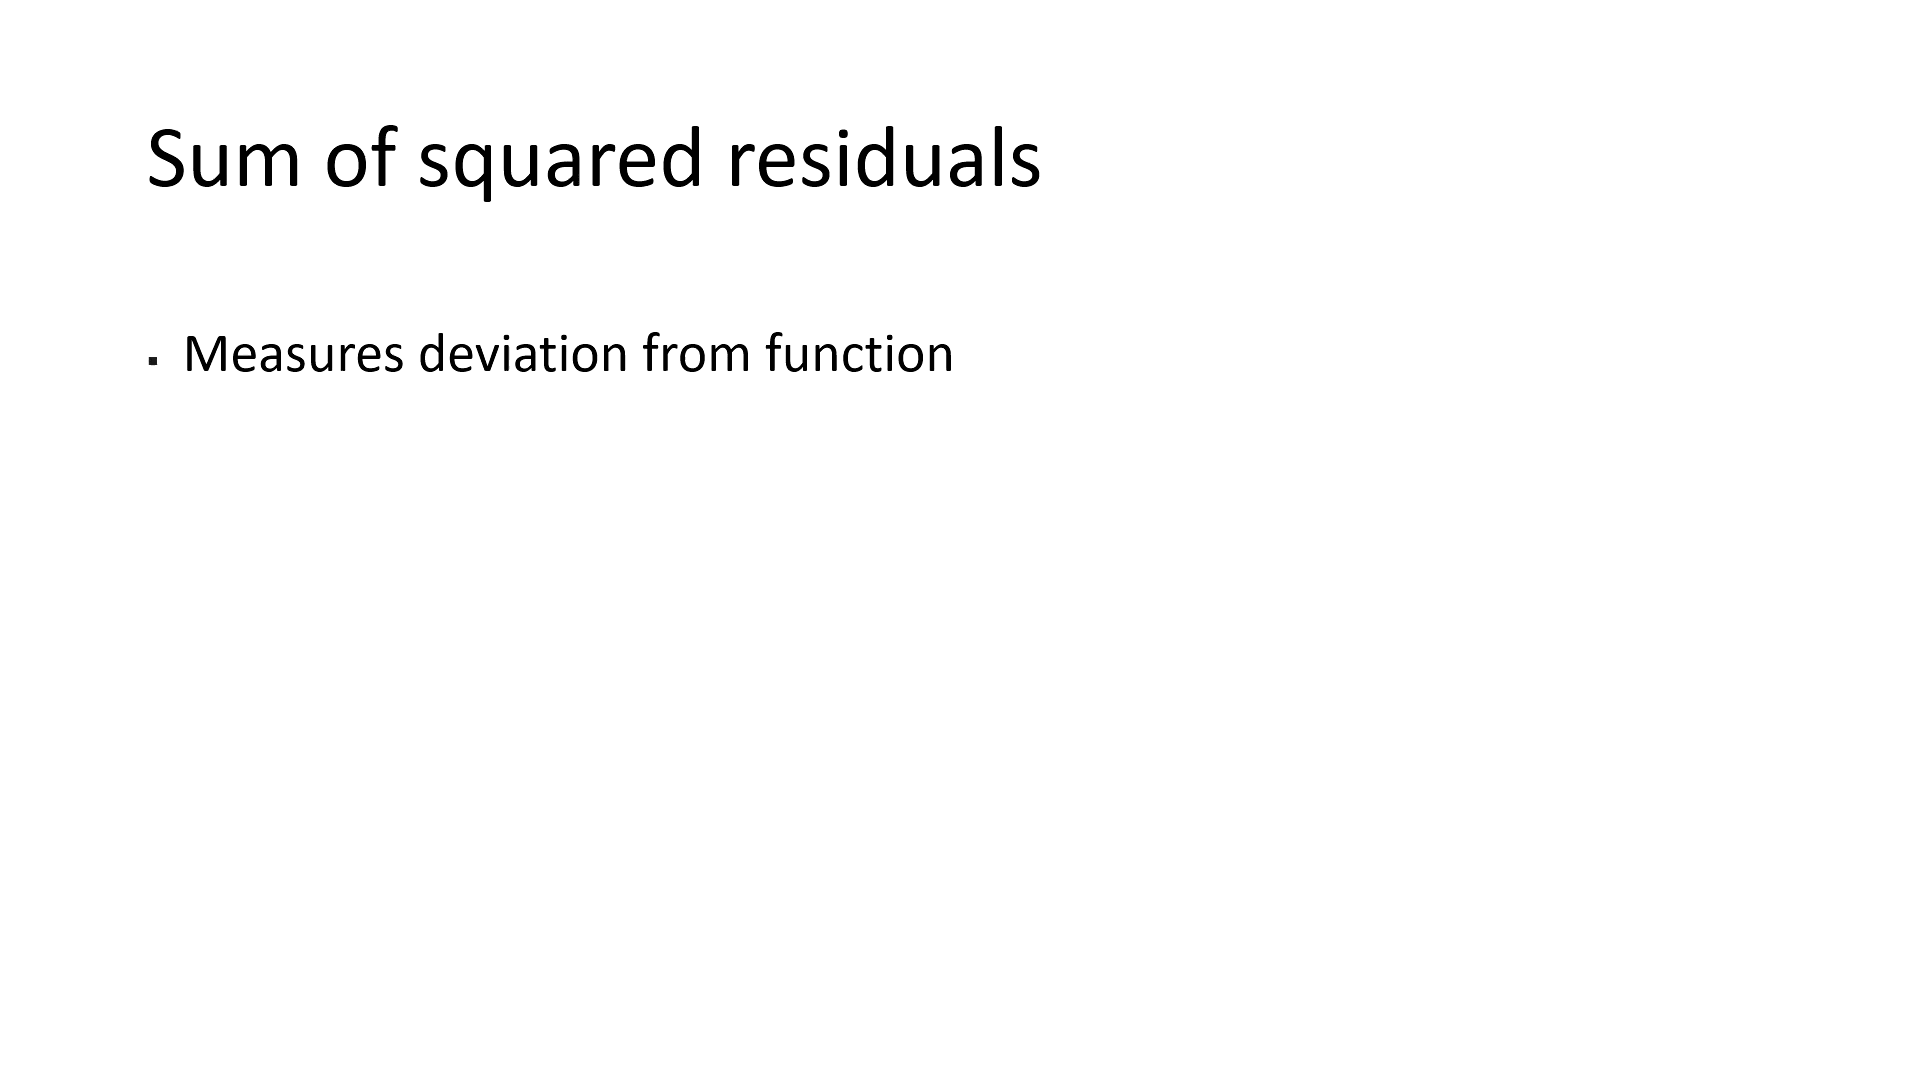 Sum of squared residuals
▪ Measures deviation from function